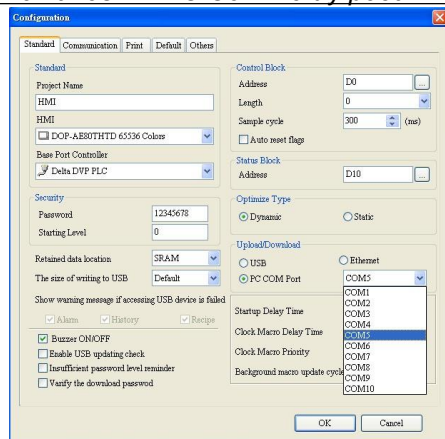 Configuration
Standard Communication Print Default Others
Standard
Project Name
HMI
HMI
DOP-AE80THTD 65536 Colors
Base Port Controller
Delta DVP PLC
Security
Password 12345678
Starting Level 0
Retained data location SRAM
The size of writing to USB Default
Show warning message if accessing USB device is failed
Alarm History Recipe
Buzzer ON/OFF
Enable USB updating check
Insufficient password level reminder
Varify the download passwod
Control Block
Address D0 ...
Length 0
Sample cycle 300 (ms)
Auto reset flags
Status Block
Address D10 ...
Optimize Type
Dynamic Static
Upload/Download
USB Ethernet
PC COM Port COM5
COM1
COM2
COM3
COM4
COM5
COM6
COM7
COM8
COM9
COM10
Startup Delay Time
Clock Macro Delay Time
Clock Macro Priority
Background macro update cycle
OK Cancel